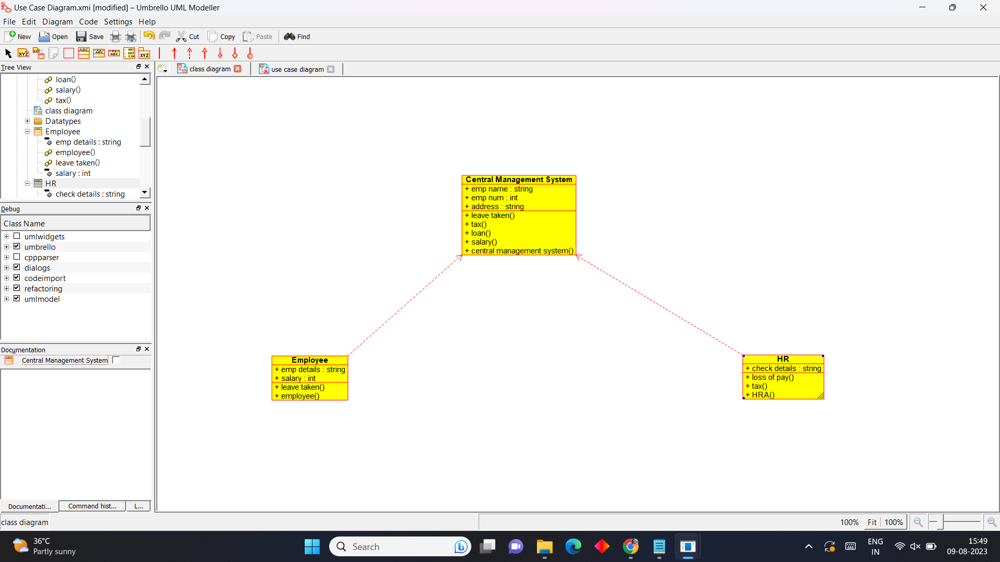 Use Case Diagram.xmi [modified] – Umbrello UML Modeller
File Edit Diagram Code Settings Help
New Open Save Cut Copy Paste Find
XYZ XYZ ABC XYZ
Tree View
class diagram use case diagram
loan()
salary()
tax()
class diagram
Datatypes
Employee
emp details : string
employee()
leave taken()
salary : int
HR
check details : string
Debug
Class Name
umlwidgets
umbrello
cppparser
dialogs
codeimport
refactoring
umlmodel
Documentation
Central Management System
Documentati... Command hist... L...
Central Management System
+ emp name : string
+ emp num : int
+ address : string
+ leave taken()
+ tax()
+ loan()
+ salary()
+ central management system()
Employee
+ emp details : string
+ salary : int
+ leave taken()
+ employee()
HR
+ check details : string
+ loss of pay()
+ tax()
+ HRA()
class diagram
100% Fit 100%
36°C
Partly sunny
Search
ENG
IN
15:49
09-08-2023